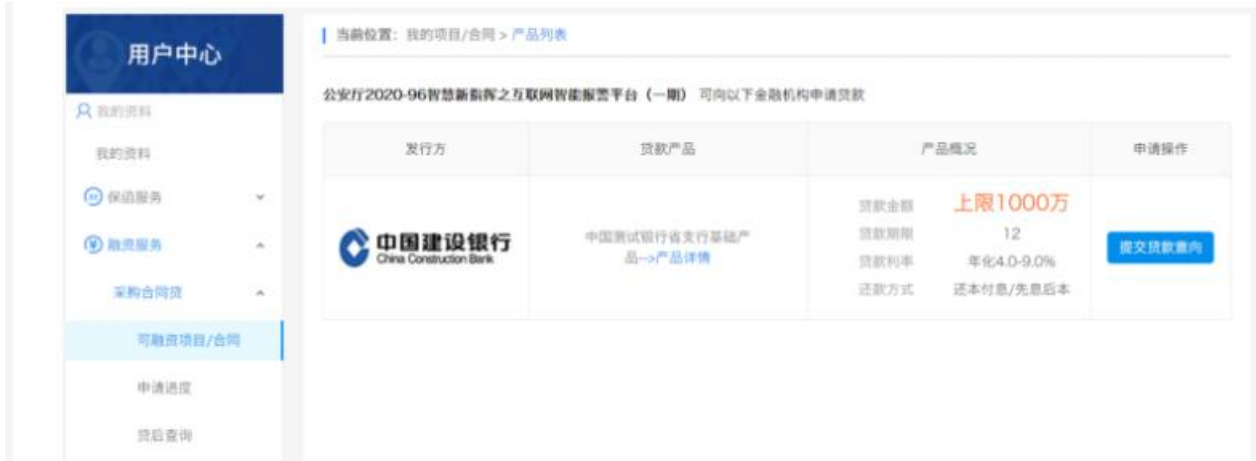 用户中心
我的资料
我的资料
保函服务
融资服务
采购合同贷
可融资项目/合同
申请进度
贷后查询
当前位置：我的项目/合同 > 产品列表
公安厅2020-96智慧新指挥之互联网智能报警平台（一期） 可向以下金融机构申请贷款
发行方 贷款产品 产品概况 申请操作
中国建设银行
China Construction Bank
中国测试银行省支行基础产
品-->产品详情
贷款金额 上限1000万
贷款期限 12
贷款利率 年化4.0-9.0%
还款方式 还本付息/先息后本
提交贷款意向